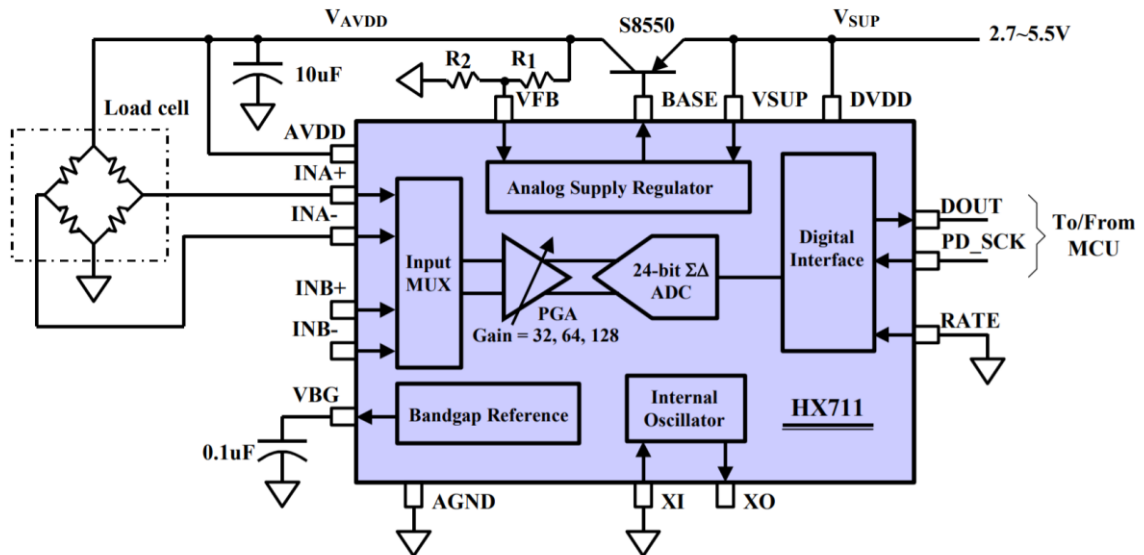 V_AVDD
S8550
V_SUP
2.7~5.5V
10uF
R2
R1
VFB
BASE
VSUP
DVDD
Load cell
AVDD
INA+
INA-
INB+
INB-
VBG
0.1uF
Analog Supply Regulator
Input
MUX
PGA
Gain = 32, 64, 128
24-bit ΣΔ
ADC
Digital
Interface
DOUT
PD_SCK
To/From
MCU
RATE
Bandgap Reference
Internal
Oscillator
HX711
AGND
XI
XO